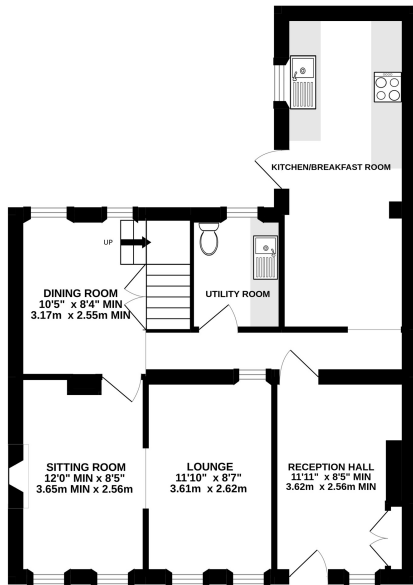 KITCHEN/BREAKFAST ROOM
UP
DINING ROOM
10'5" x 8'4" MIN
3.17m x 2.55m MIN
UTILITY ROOM
SITTING ROOM
12'0" MIN x 8'5"
3.65m MIN x 2.56m
LOUNGE
11'10" x 8'7"
3.61m x 2.62m
RECEPTION HALL
11'11" x 8'5" MIN
3.62m x 2.56m MIN